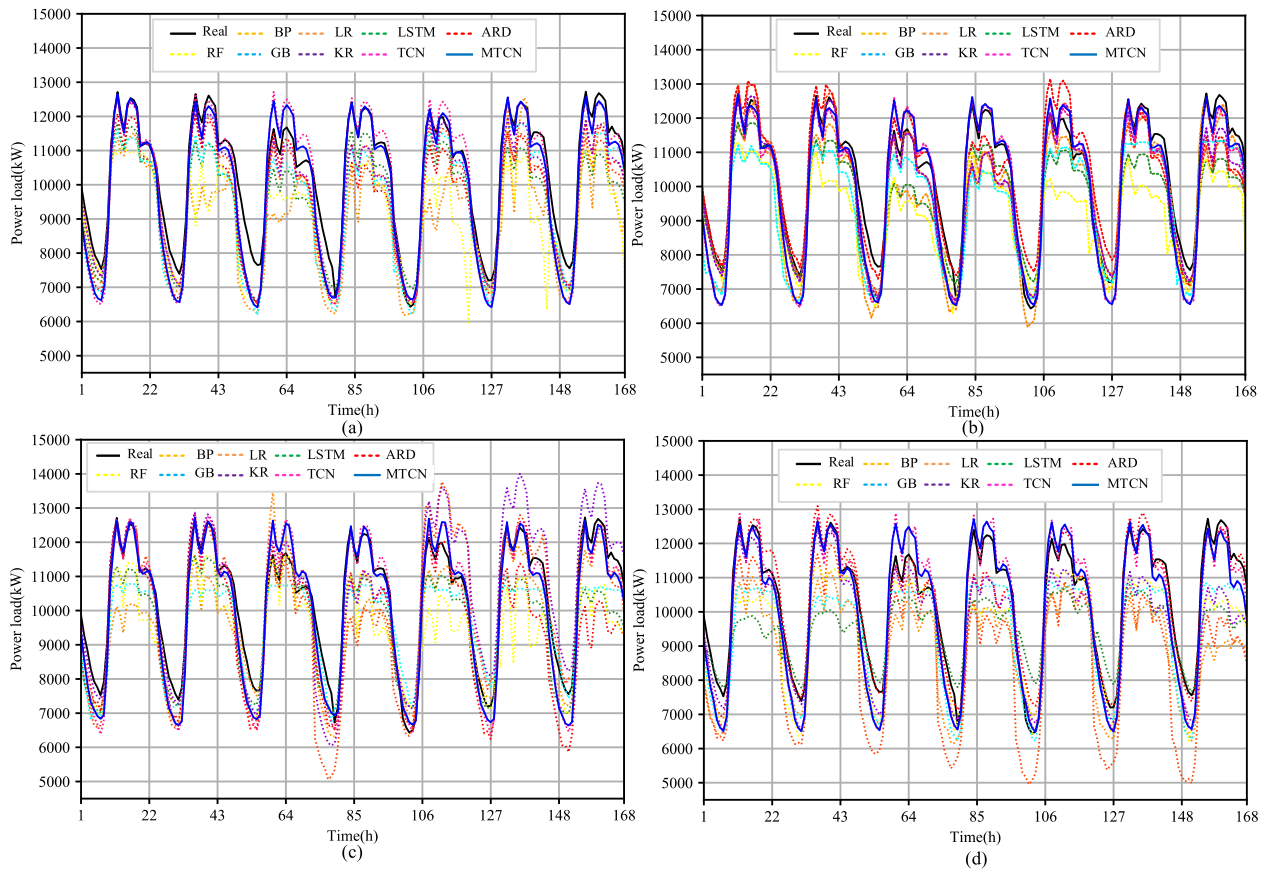 15000
14000
13000
12000
11000
10000
9000
8000
7000
6000
5000
Power load(kW)
Real BP LR LSTM ARD
RF GB KR TCN MTCN
1 22 43 64 85 106 127 148 168
Time(h)
(a)
15000
14000
13000
12000
11000
10000
9000
8000
7000
6000
5000
Power load(kW)
Real BP LR LSTM ARD
RF GB KR TCN MTCN
1 22 43 64 85 106 127 148 168
Time(h)
(b)
15000
14000
13000
12000
11000
10000
9000
8000
7000
6000
5000
Power load(kW)
Real BP LR LSTM ARD
RF GB KR TCN MTCN
1 22 43 64 85 106 127 148 168
Time(h)
(c)
15000
14000
13000
12000
11000
10000
9000
8000
7000
6000
5000
Power load(kW)
Real BP LR LSTM ARD
RF GB KR TCN MTCN
1 22 43 64 85 106 127 148 168
Time(h)
(d)